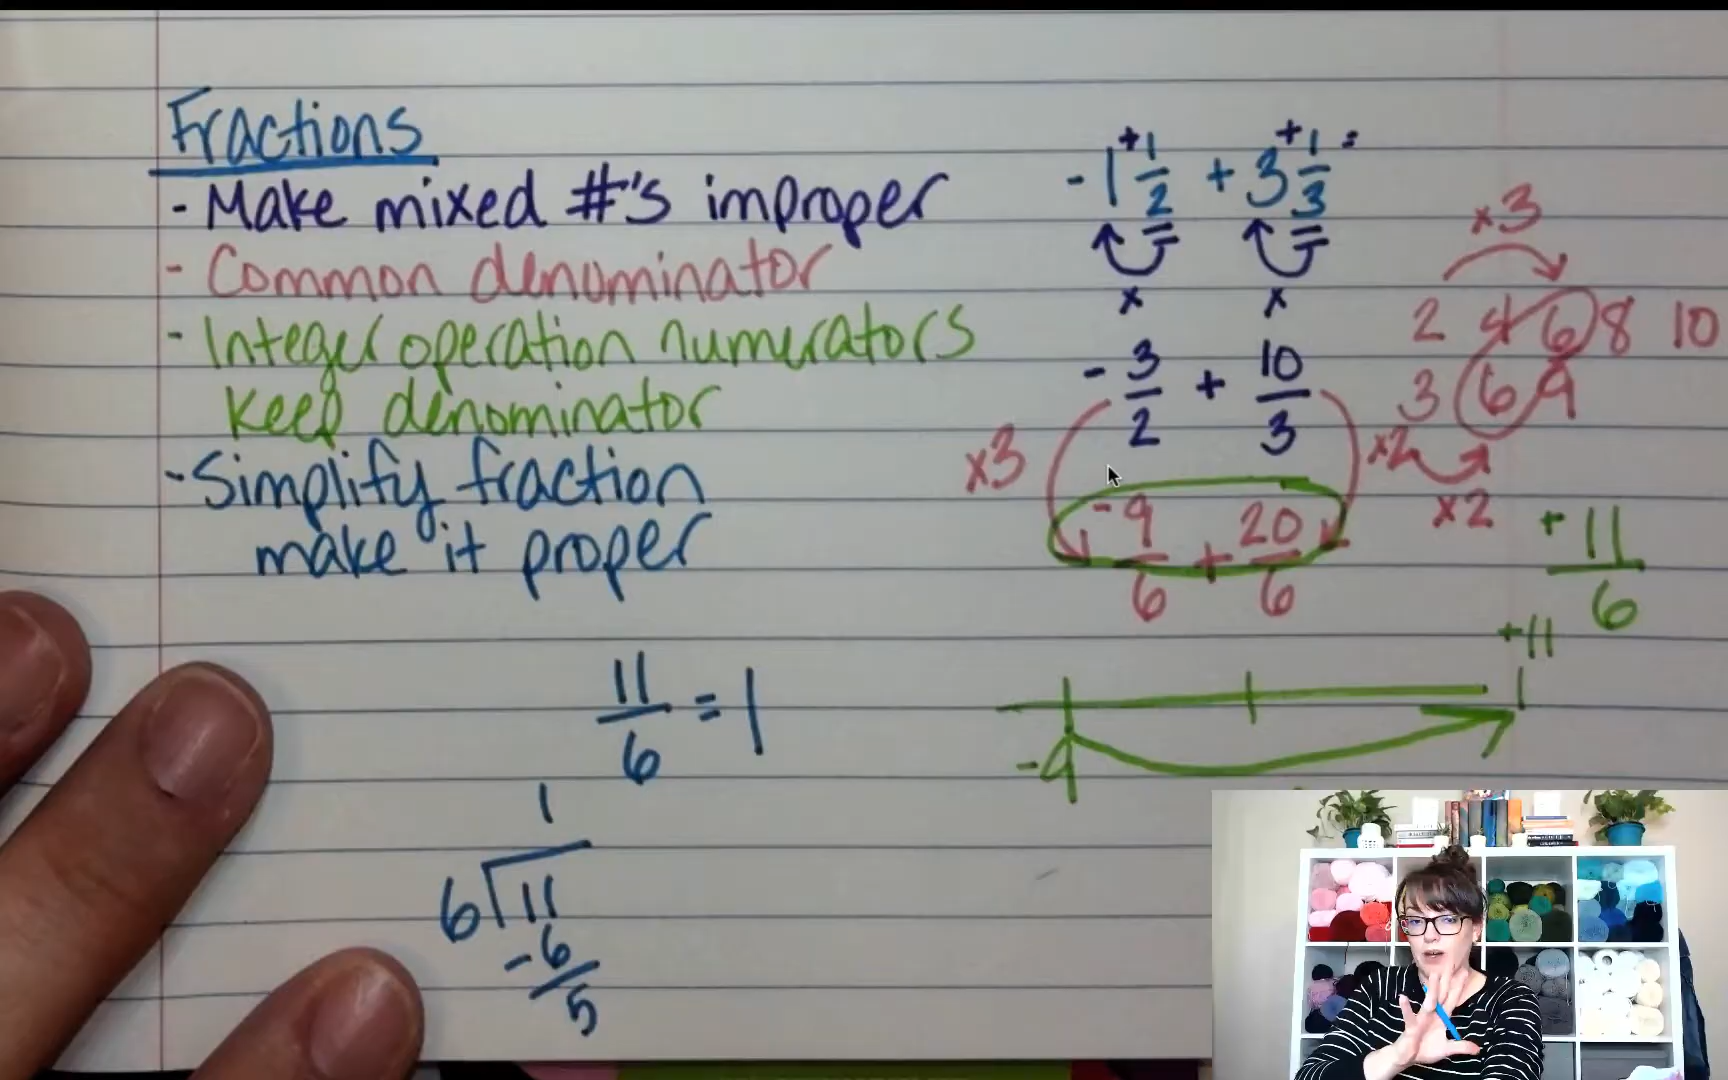 Fractions
- Make mixed #'s improper
- Common denominator
- Integer operation numerators
keep denominator
- Simplify fraction
make it proper
11/6 = 1
1
6 11
-6
5
+ +
-1 1/2 + 3 1/3 =
x x
-3/2 + 10/3
x3 x2
-9/6 + 20/6
x3
2 4 6 8 10
3 6 9
x2
+11/6
+11
-9